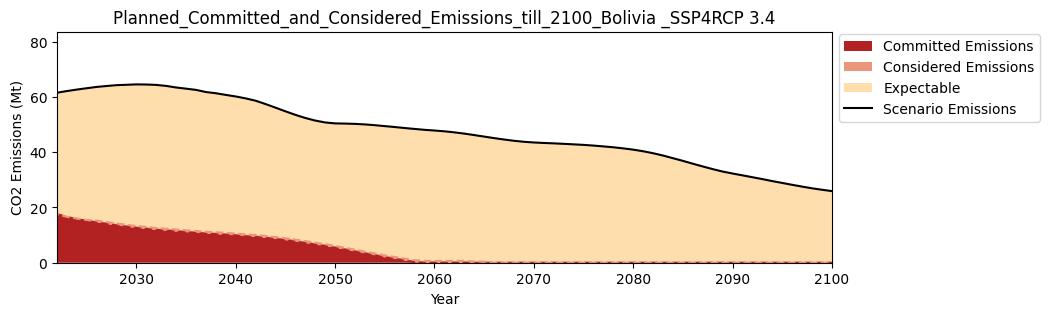 Planned_Committed_and_Considered_Emissions_till_2100_Bolivia _SSP4RCP 3.4
80
60
40
20
0
CO2 Emissions (Mt)
2030 2040 2050 2060 2070 2080 2090 2100
Year
Committed Emissions
Considered Emissions
Expectable
Scenario Emissions